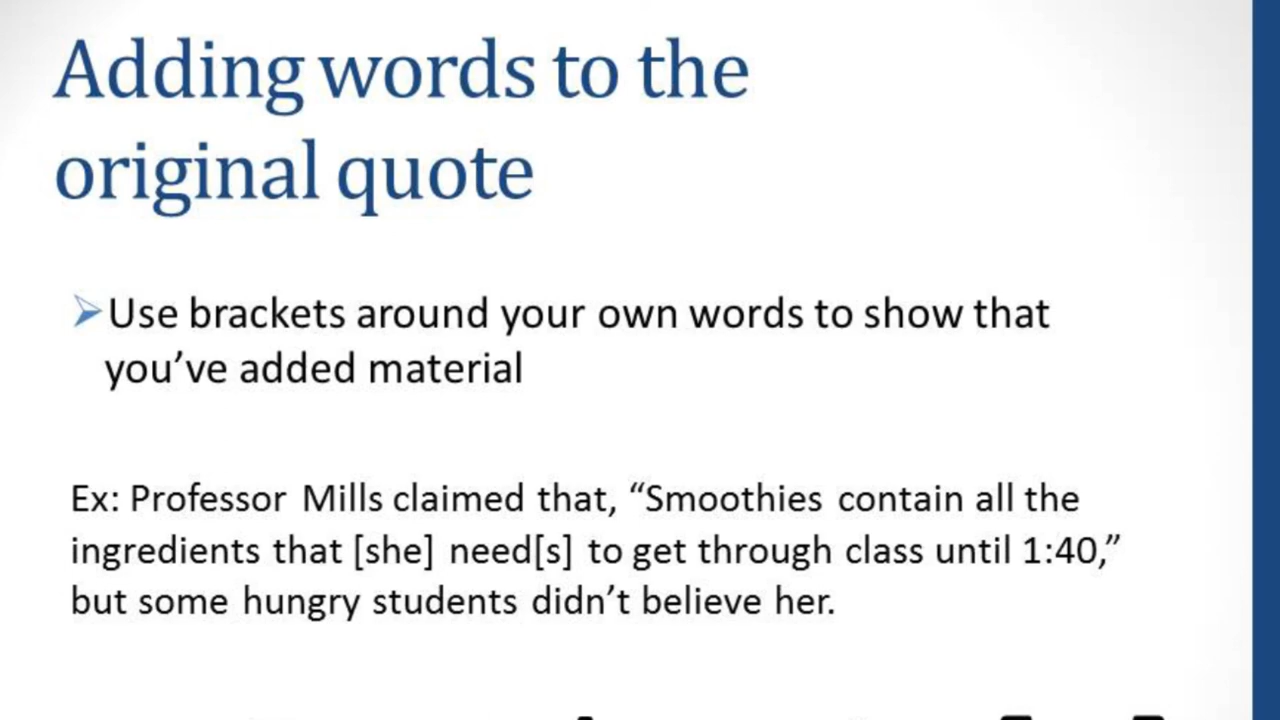 Adding words to the
original quote
Use brackets around your own words to show that
you’ve added material
Ex: Professor Mills claimed that, “Smoothies contain all the
ingredients that [she] need[s] to get through class until 1:40,”
but some hungry students didn’t believe her.